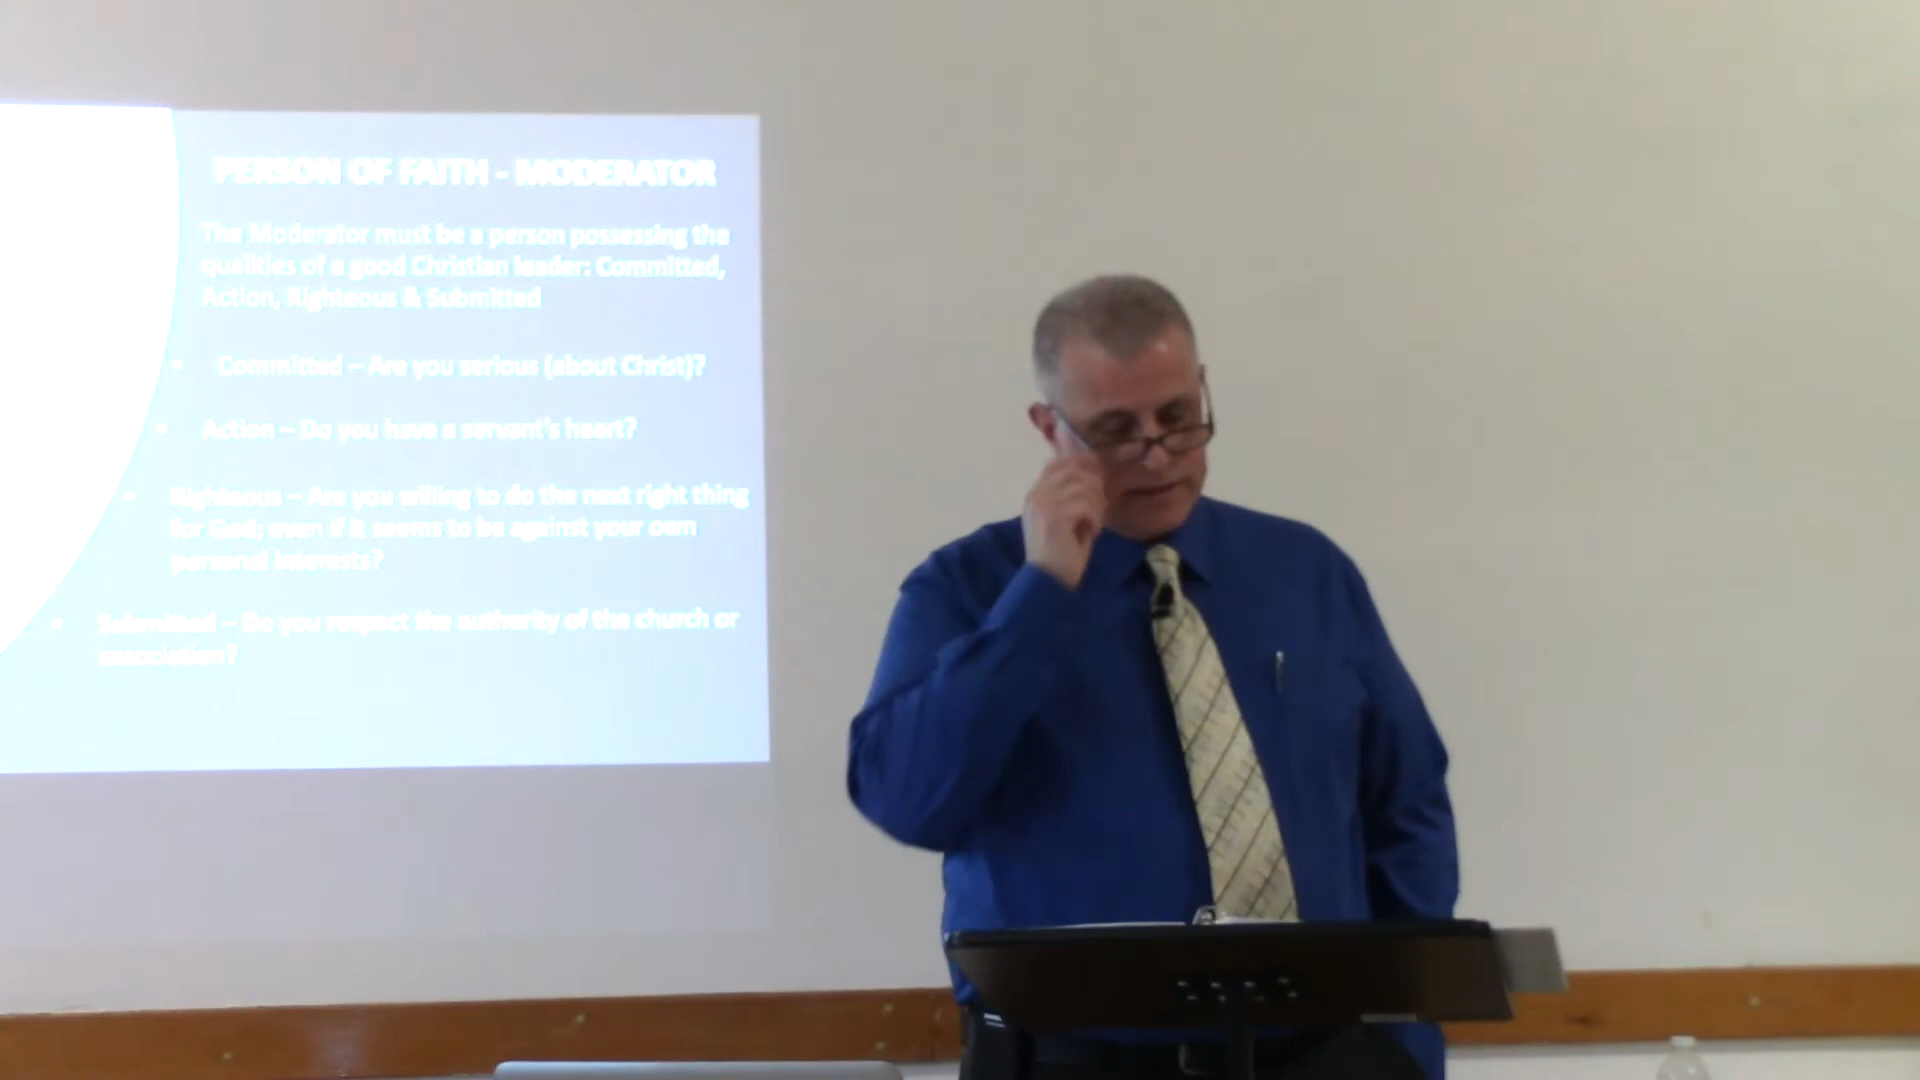 PERSON OF FAITH - MODERATOR
The Moderator must be a person possessing the
qualities of a good Christian leader: Committed,
Action, Righteous & Submitted
• Committed – Are you serious (about Christ)?
• Action – Do you have a servant's heart?
• Righteous – Are you willing to do the next right thing
for God; even if it seems to be against your own
personal interests?
• Submitted – Do you respect the authority of the church or
association?